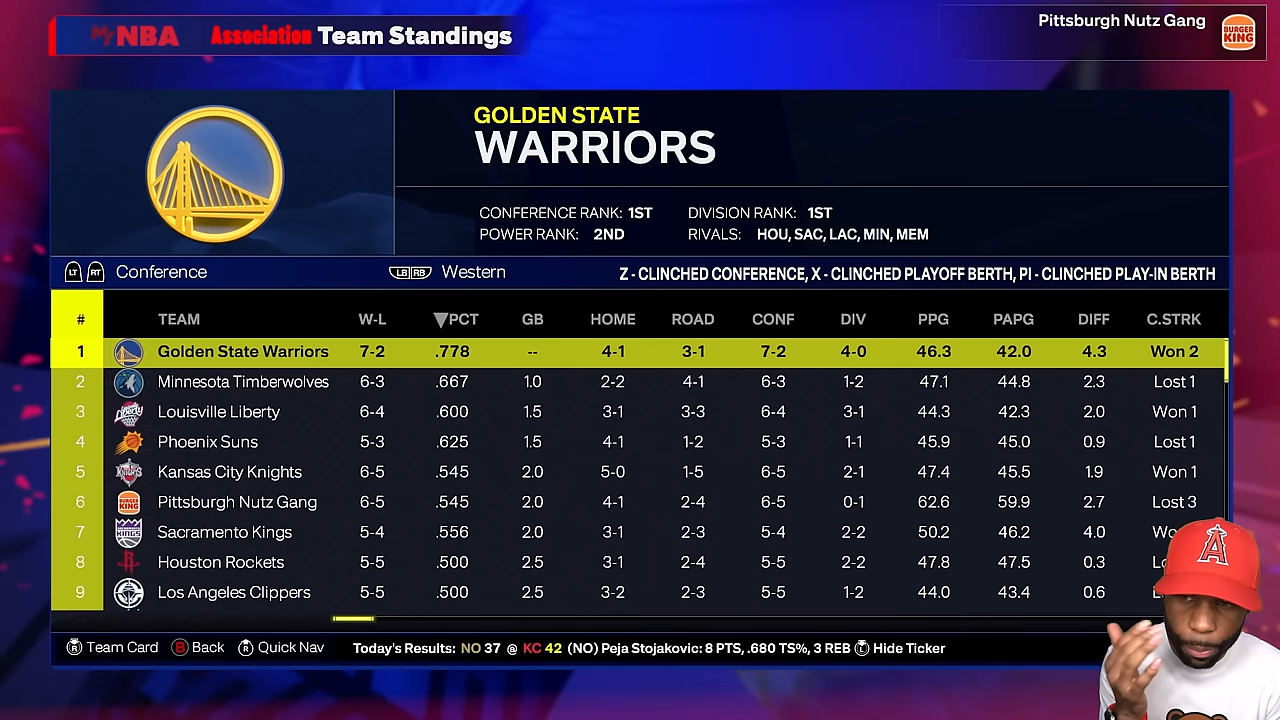 MyNBA Association Team Standings
Pittsburgh Nutz Gang BURGER KING
GOLDEN STATE
WARRIORS
CONFERENCE RANK: 1ST DIVISION RANK: 1ST
POWER RANK: 2ND RIVALS: HOU, SAC, LAC, MIN, MEM
LT RT Conference LB RB Western Z - CLINCHED CONFERENCE, X - CLINCHED PLAYOFF BERTH, PI - CLINCHED PLAY-IN BERTH
# TEAM W-L ▼PCT GB HOME ROAD CONF DIV PPG PAPG DIFF C.STRK
1 Golden State Warriors 7-2 .778 -- 4-1 3-1 7-2 4-0 46.3 42.0 4.3 Won 2
2 Minnesota Timberwolves 6-3 .667 1.0 2-2 4-1 6-3 1-2 47.1 44.8 2.3 Lost 1
3 Louisville Liberty 6-4 .600 1.5 3-1 3-3 6-4 3-1 44.3 42.3 2.0 Won 1
4 Phoenix Suns 5-3 .625 1.5 4-1 1-2 5-3 1-1 45.9 45.0 0.9 Lost 1
5 Kansas City Knights 6-5 .545 2.0 5-0 1-5 6-5 2-1 47.4 45.5 1.9 Won 1
6 BURGER KING Pittsburgh Nutz Gang 6-5 .545 2.0 4-1 2-4 6-5 0-1 62.6 59.9 2.7 Lost 3
7 KINGS Sacramento Kings 5-4 .556 2.0 3-1 2-3 5-4 2-2 50.2 46.2 4.0
8 Houston Rockets 5-5 .500 2.5 3-1 2-4 5-5 2-2 47.8 47.5 0.3
9 Los Angeles Clippers 5-5 .500 2.5 3-2 2-3 5-5 1-2 44.0 43.4 0.6
A
R Team Card B Back R Quick Nav Today's Results: NO 37 @ KC 42 (NO) Peja Stojakovic: 8 PTS, .680 TS%, 3 REB L Hide Ticker